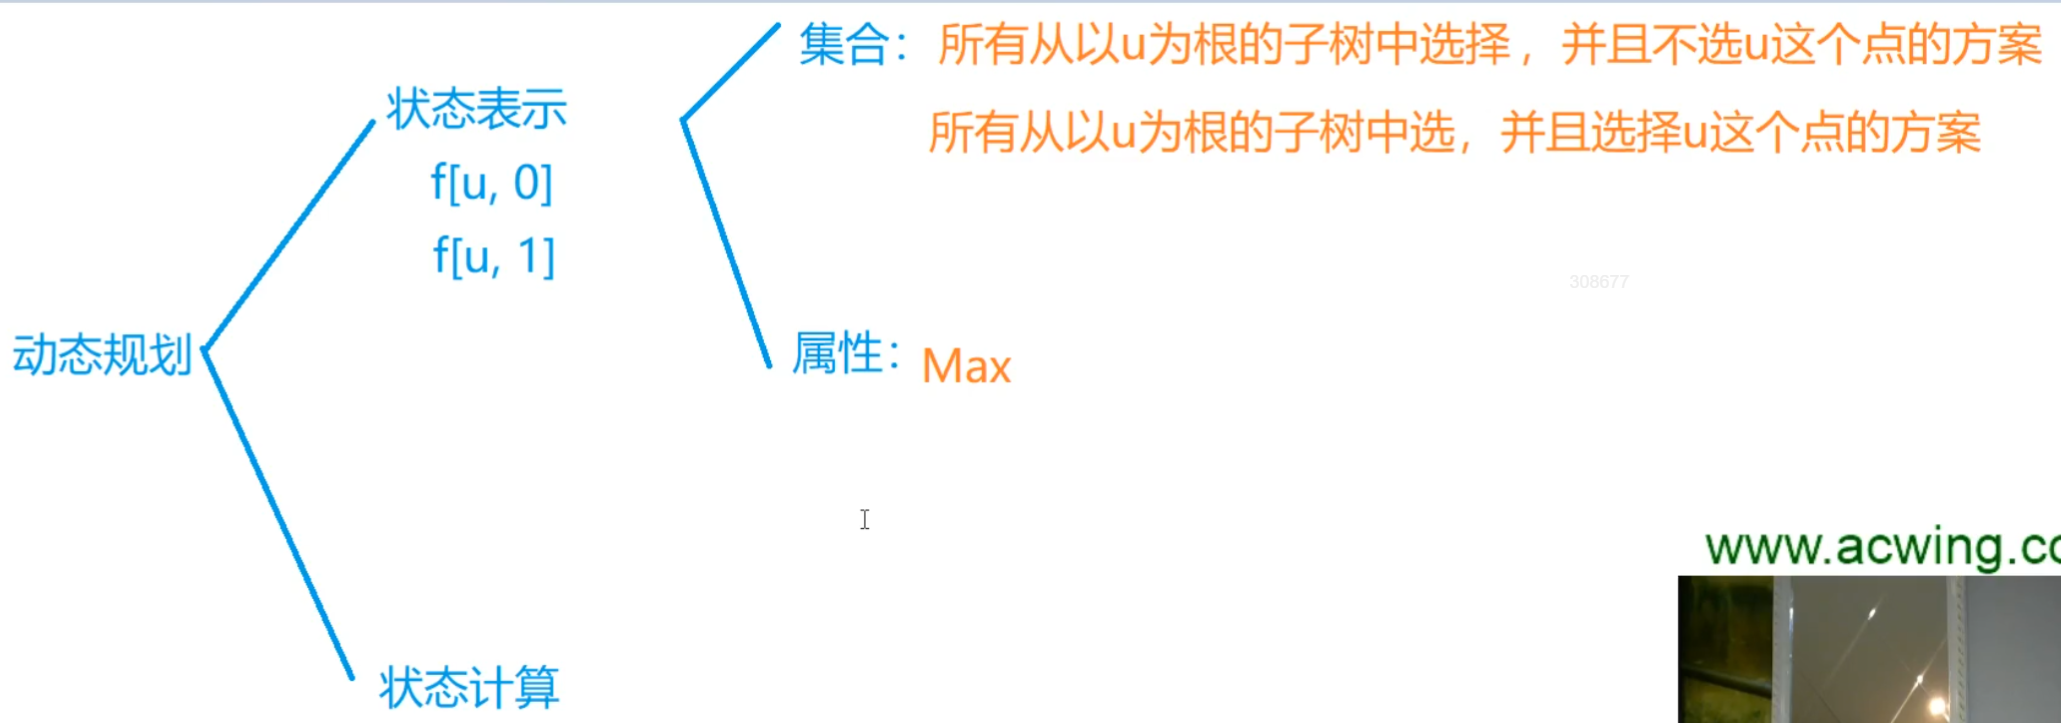 集合：所有从以u为根的子树中选择，并且不选u这个点的方案
所有从以u为根的子树中选，并且选择u这个点的方案
状态表示
f[u, 0]
f[u, 1]
308677
动态规划
属性：Max
www.acwing.co
状态计算